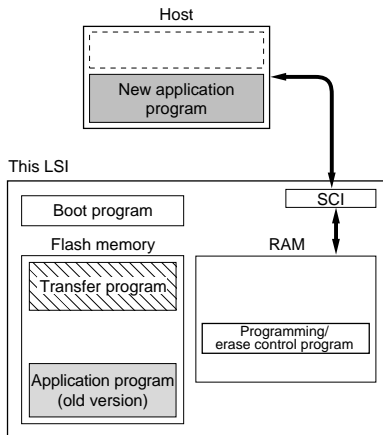 Host
New application
program
This LSI
SCI
Boot program
Flash memory
RAM
Transfer program
Programming/
erase control program
Application program
(old version)